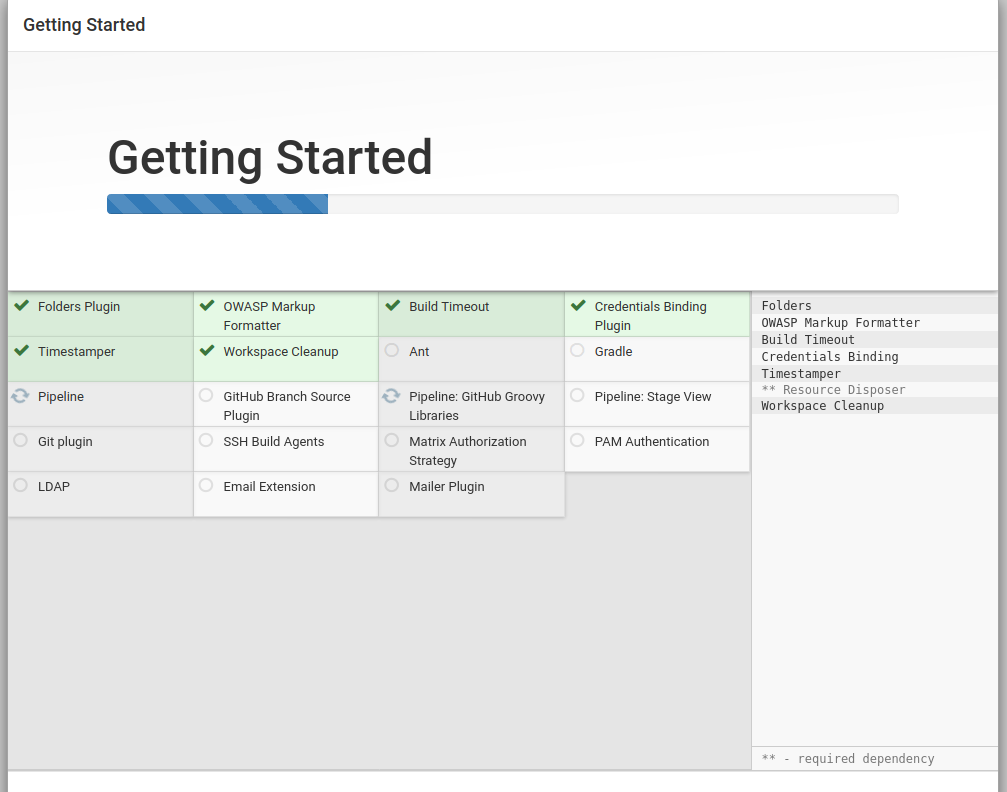 Getting Started
Getting Started
Folders Plugin
OWASP Markup
Formatter
Build Timeout
Credentials Binding
Plugin
Timestamper
Workspace Cleanup
Ant
Gradle
Pipeline
GitHub Branch Source
Plugin
Pipeline: GitHub Groovy
Libraries
Pipeline: Stage View
Git plugin
SSH Build Agents
Matrix Authorization
Strategy
PAM Authentication
LDAP
Email Extension
Mailer Plugin
Folders
OWASP Markup Formatter
Build Timeout
Credentials Binding
Timestamper
** Resource Disposer
Workspace Cleanup
** - required dependency